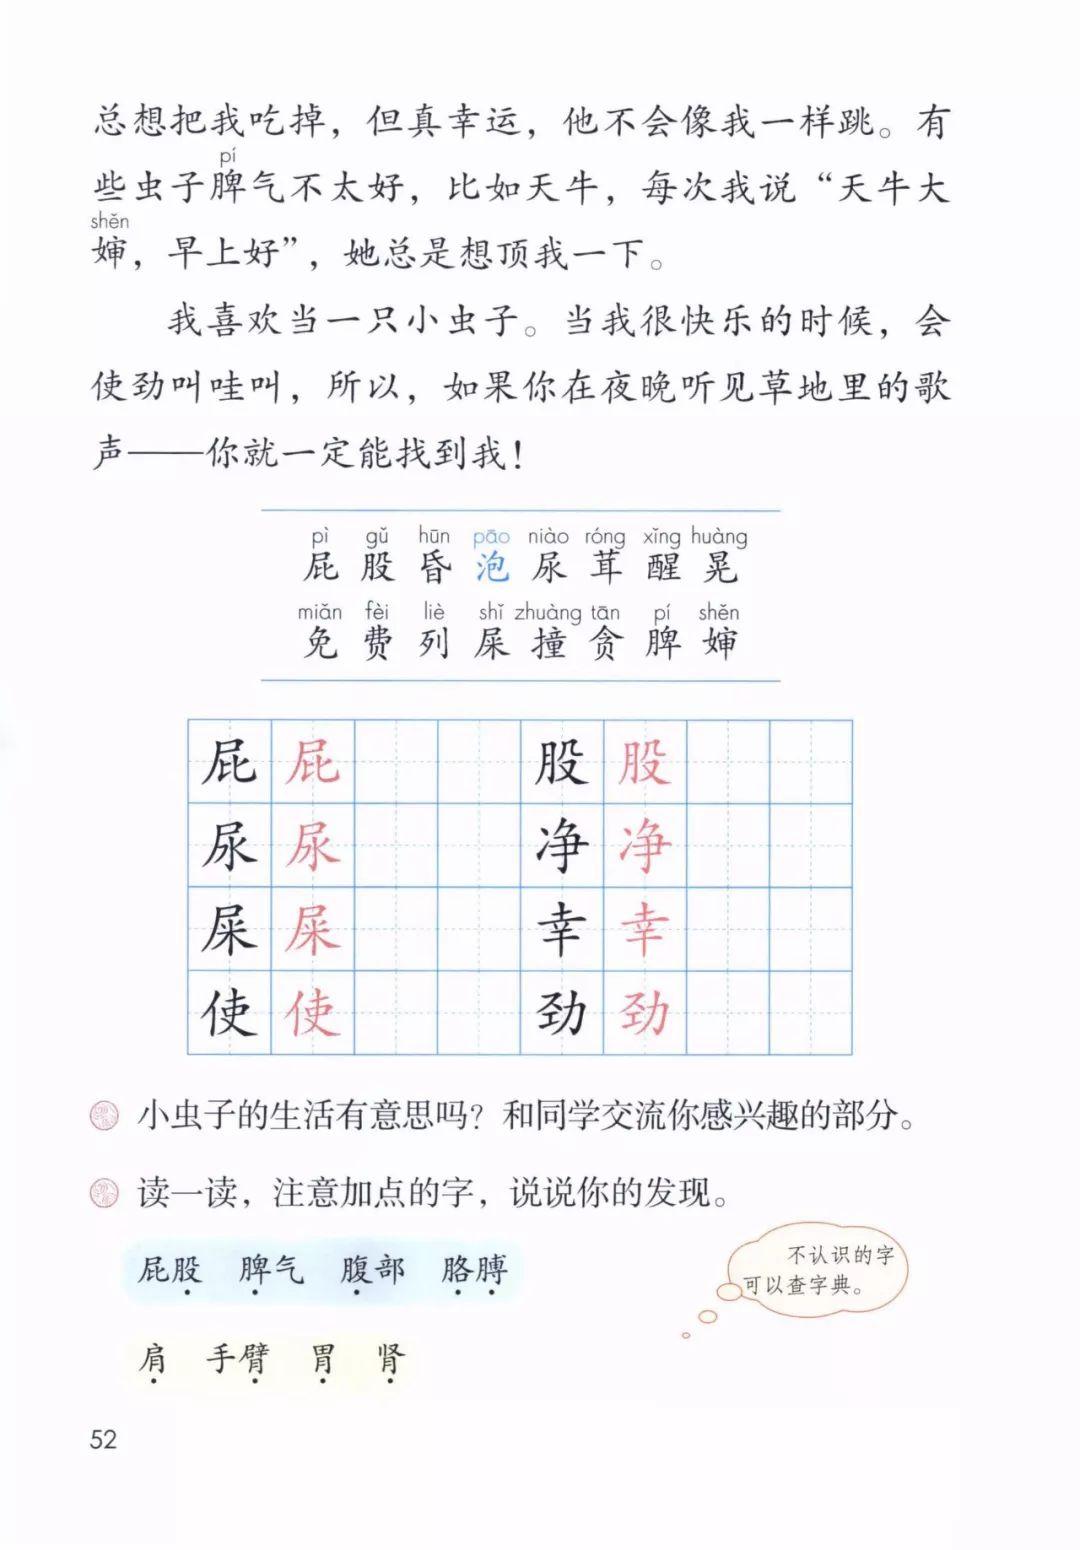 总想把我吃掉，但真幸运，他不会像我一样跳。有
pí
些虫子脾气不太好，比如天牛，每次我说“天牛大
shěn
婶，早上好”，她总是想顶我一下。
我喜欢当一只小虫子。当我很快乐的时候，会
使劲叫哇叫，所以，如果你在夜晚听见草地里的歌
声——你就一定能找到我！
pì gǔ hūn pāo niào róng xǐng huàng
屁 股 昏 泡 尿 茸 醒 晃
miǎn fèi liè shǐ zhuàng tān pí shěn
免 费 列 屎 撞 贪 脾 婶
屁 屁 股 股
尿 尿 净 净
屎 屎 幸 幸
使 使 劲 劲
小虫子的生活有意思吗？和同学交流你感兴趣的部分。
读一读，注意加点的字，说说你的发现。
屁股 脾气 腹部 胳膊
不认识的字
可以查字典。
肩 手臂 胃 肾
52